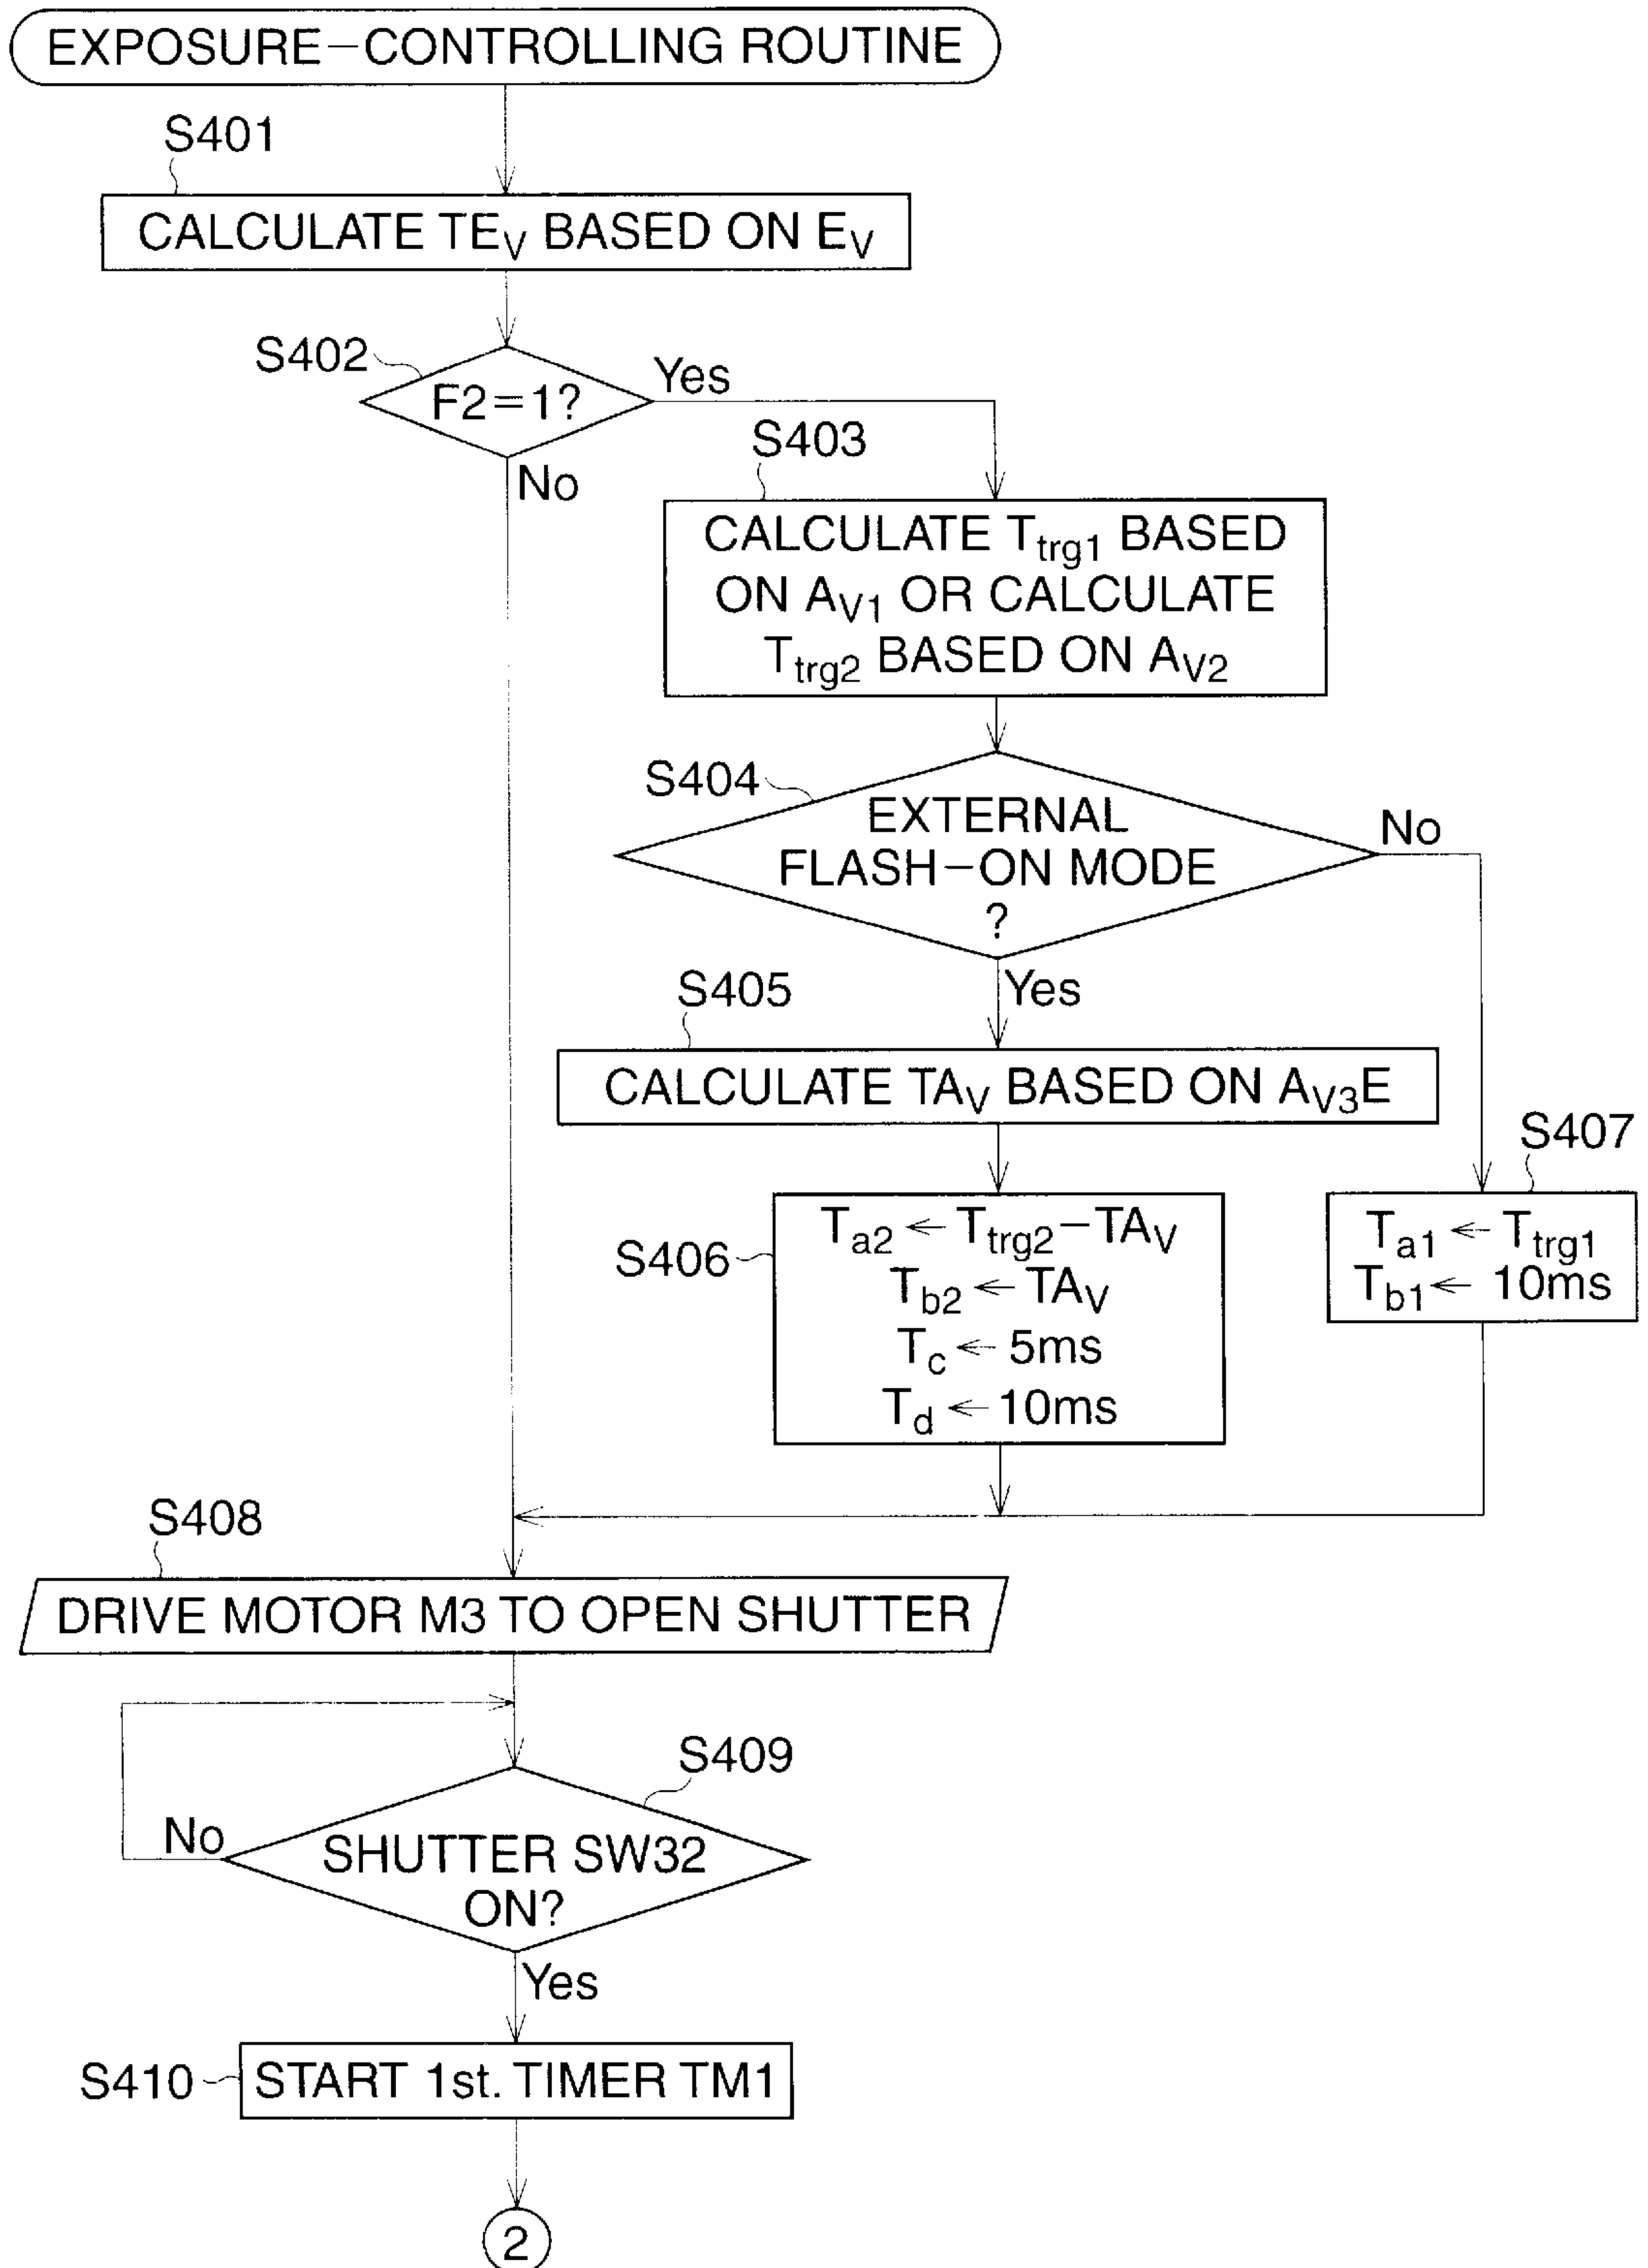 EXPOSURE-CONTROLLING ROUTINE
S401
CALCULATE TEV BASED ON EV
S402
F2=1?
Yes
No
S403
CALCULATE Ttrg1 BASED
ON AV1 OR CALCULATE
Ttrg2 BASED ON AV2
S404
EXTERNAL
FLASH-ON MODE
?
No
Yes
S405
CALCULATE TAV BASED ON AV3E
S406
Ta2 ← Ttrg2-TAV
Tb2 ← TAV
Tc ← 5ms
Td ← 10ms
S407
Ta1 ← Ttrg1
Tb1 ← 10ms
S408
DRIVE MOTOR M3 TO OPEN SHUTTER
S409
No
SHUTTER SW32
ON?
Yes
S410
START 1st. TIMER TM1
2